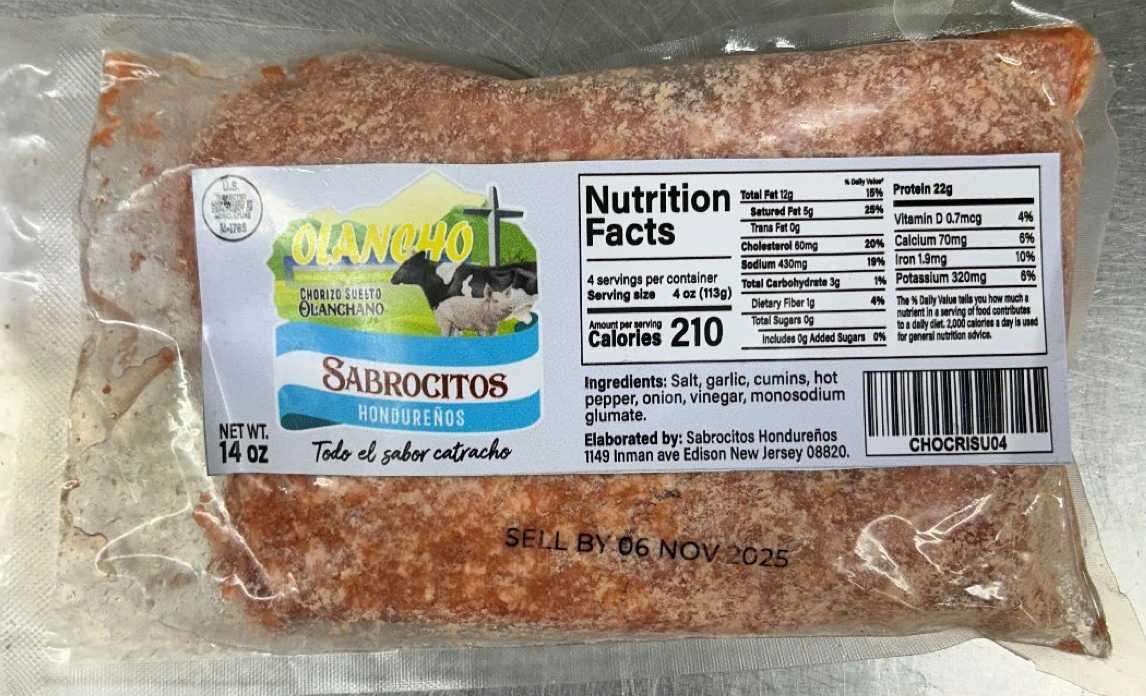 U.S.
M-1765
OLANCHO
CHORIZO SUELTO
OLANCHANO
SABROCITOS
HONDUREÑOS
NET WT.
14 OZ
Todo el sabor catracho
Nutrition
Facts
4 servings per container
Serving size 4 oz (113g)
Amount per serving
Calories 210
% Daily Value*
Total Fat 12g 15%
Satured Fat 5g 25%
Trans Fat 0g
Cholesterol 60mg 20%
Sodium 430mg 19%
Total Carbohydrate 3g 1%
Dietary Fiber 1g 4%
Total Sugars 0g
Includes 0g Added Sugars 0%
Protein 22g
Vitamin D 0.7mcg 4%
Calcium 70mg 6%
Iron 1.9mg 10%
Potassium 320mg 6%
The % Daily Value tells you how much a
nutrient in a serving of food contributes
to a daily diet. 2,000 calories a day is used
for general nutrition advice.
Ingredients: Salt, garlic, cumins, hot
pepper, onion, vinegar, monosodium
glumate.
Elaborated by: Sabrocitos Hondureños
1149 Inman ave Edison New Jersey 08820.
CHOCRISU04
SELL BY 06 NOV 2025